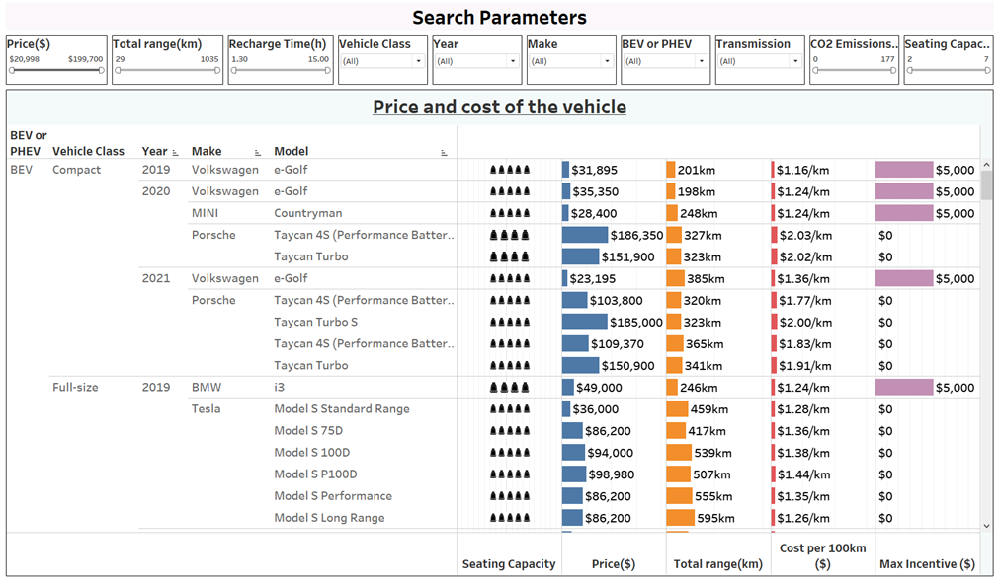 Search Parameters
Price($) Total range(km) Recharge Time(h) Vehicle Class Year Make BEV or PHEV Transmission CO2 Emissions.. Seating Capac..
$20,998 $199,700 29 1035 1.30 15.00 (All) (All) (All) (All) (All) 0 177 2 7
Price and cost of the vehicle
BEV or
PHEV Vehicle Class Year Make Model
BEV Compact 2019 Volkswagen e-Golf $31,895 201km $1.16/km $5,000
2020 Volkswagen e-Golf $35,350 198km $1.24/km $5,000
MINI Countryman $28,400 248km $1.24/km $5,000
Porsche Taycan 4S (Performance Batter.. $186,350 327km $2.03/km $0
Taycan Turbo $151,900 323km $2.02/km $0
2021 Volkswagen e-Golf $23,195 385km $1.36/km $5,000
Porsche Taycan 4S (Performance Batter.. $103,800 320km $1.77/km $0
Taycan Turbo S $185,000 323km $2.00/km $0
Taycan 4S (Performance Batter.. $109,370 365km $1.83/km $0
Taycan Turbo $150,900 341km $1.91/km $0
Full-size 2019 BMW i3 $49,000 246km $1.24/km $5,000
Tesla Model S Standard Range $36,000 459km $1.28/km $0
Model S 75D $86,200 417km $1.36/km $0
Model S 100D $94,000 539km $1.38/km $0
Model S P100D $98,980 507km $1.44/km $0
Model S Performance $86,200 555km $1.35/km $0
Model S Long Range $86,200 595km $1.26/km $0
Seating Capacity Price($) Total range(km) Cost per 100km
($) Max Incentive ($)